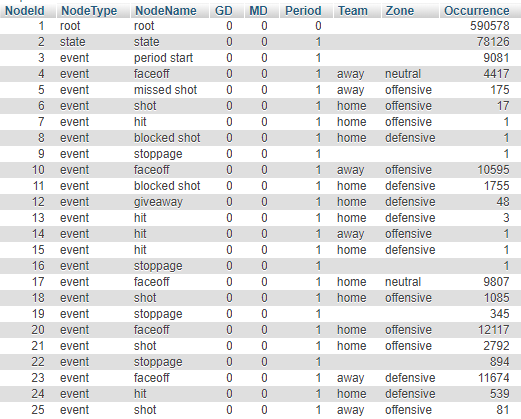 NodeId NodeType NodeName GD MD Period Team Zone Occurrence
1 root root 0 0 0 590578
2 state state 0 0 1 78126
3 event period start 0 0 1 9081
4 event faceoff 0 0 1 away neutral 4417
5 event missed shot 0 0 1 away offensive 175
6 event shot 0 0 1 home offensive 17
7 event hit 0 0 1 home offensive 1
8 event blocked shot 0 0 1 home defensive 1
9 event stoppage 0 0 1 1
10 event faceoff 0 0 1 away offensive 10595
11 event blocked shot 0 0 1 home defensive 1755
12 event giveaway 0 0 1 home defensive 48
13 event hit 0 0 1 home defensive 3
14 event hit 0 0 1 away offensive 1
15 event hit 0 0 1 home defensive 1
16 event stoppage 0 0 1 1
17 event faceoff 0 0 1 home neutral 9807
18 event shot 0 0 1 home offensive 1085
19 event stoppage 0 0 1 345
20 event faceoff 0 0 1 home offensive 12117
21 event shot 0 0 1 home offensive 2792
22 event stoppage 0 0 1 894
23 event faceoff 0 0 1 away defensive 11674
24 event hit 0 0 1 home defensive 539
25 event shot 0 0 1 away offensive 81